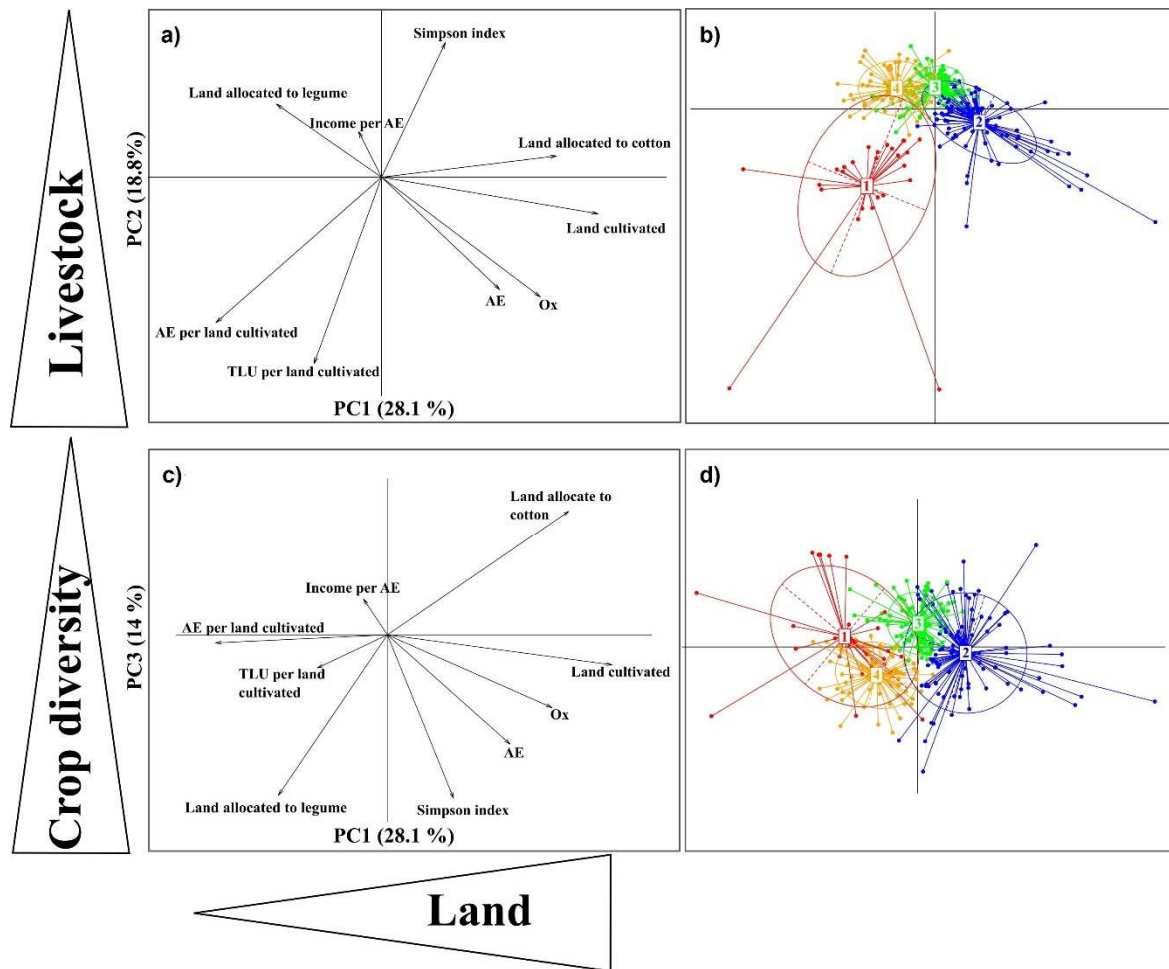 Livestock
PC2 (18.8%)
a)
Simpson index
Land allocated to legume
Income per AE
Land allocated to cotton
Land cultivated
AE
Ox
AE per land cultivated
TLU per land cultivated
PC1 (28.1 %)
b)
4
3
2
1
Crop diversity
PC3 (14 %)
c)
Land allocate to
cotton
Income per AE
AE per land cultivated
TLU per land
cultivated
Land cultivated
Ox
AE
Land allocated to legume
Simpson index
PC1 (28.1 %)
d)
3
1
2
4
Land